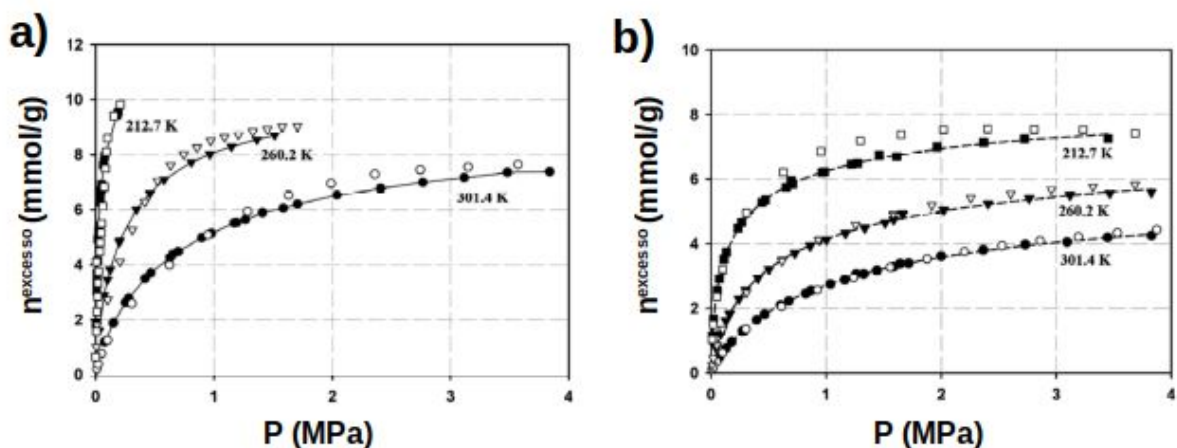 a)
12
10
8
6
4
2
0
n^excesso (mmol/g)
212.7 K
260.2 K
301.4 K
0 1 2 3 4
P (MPa)
b)
10
8
6
4
2
0
n^excesso (mmol/g)
212.7 K
260.2 K
301.4 K
0 1 2 3 4
P (MPa)